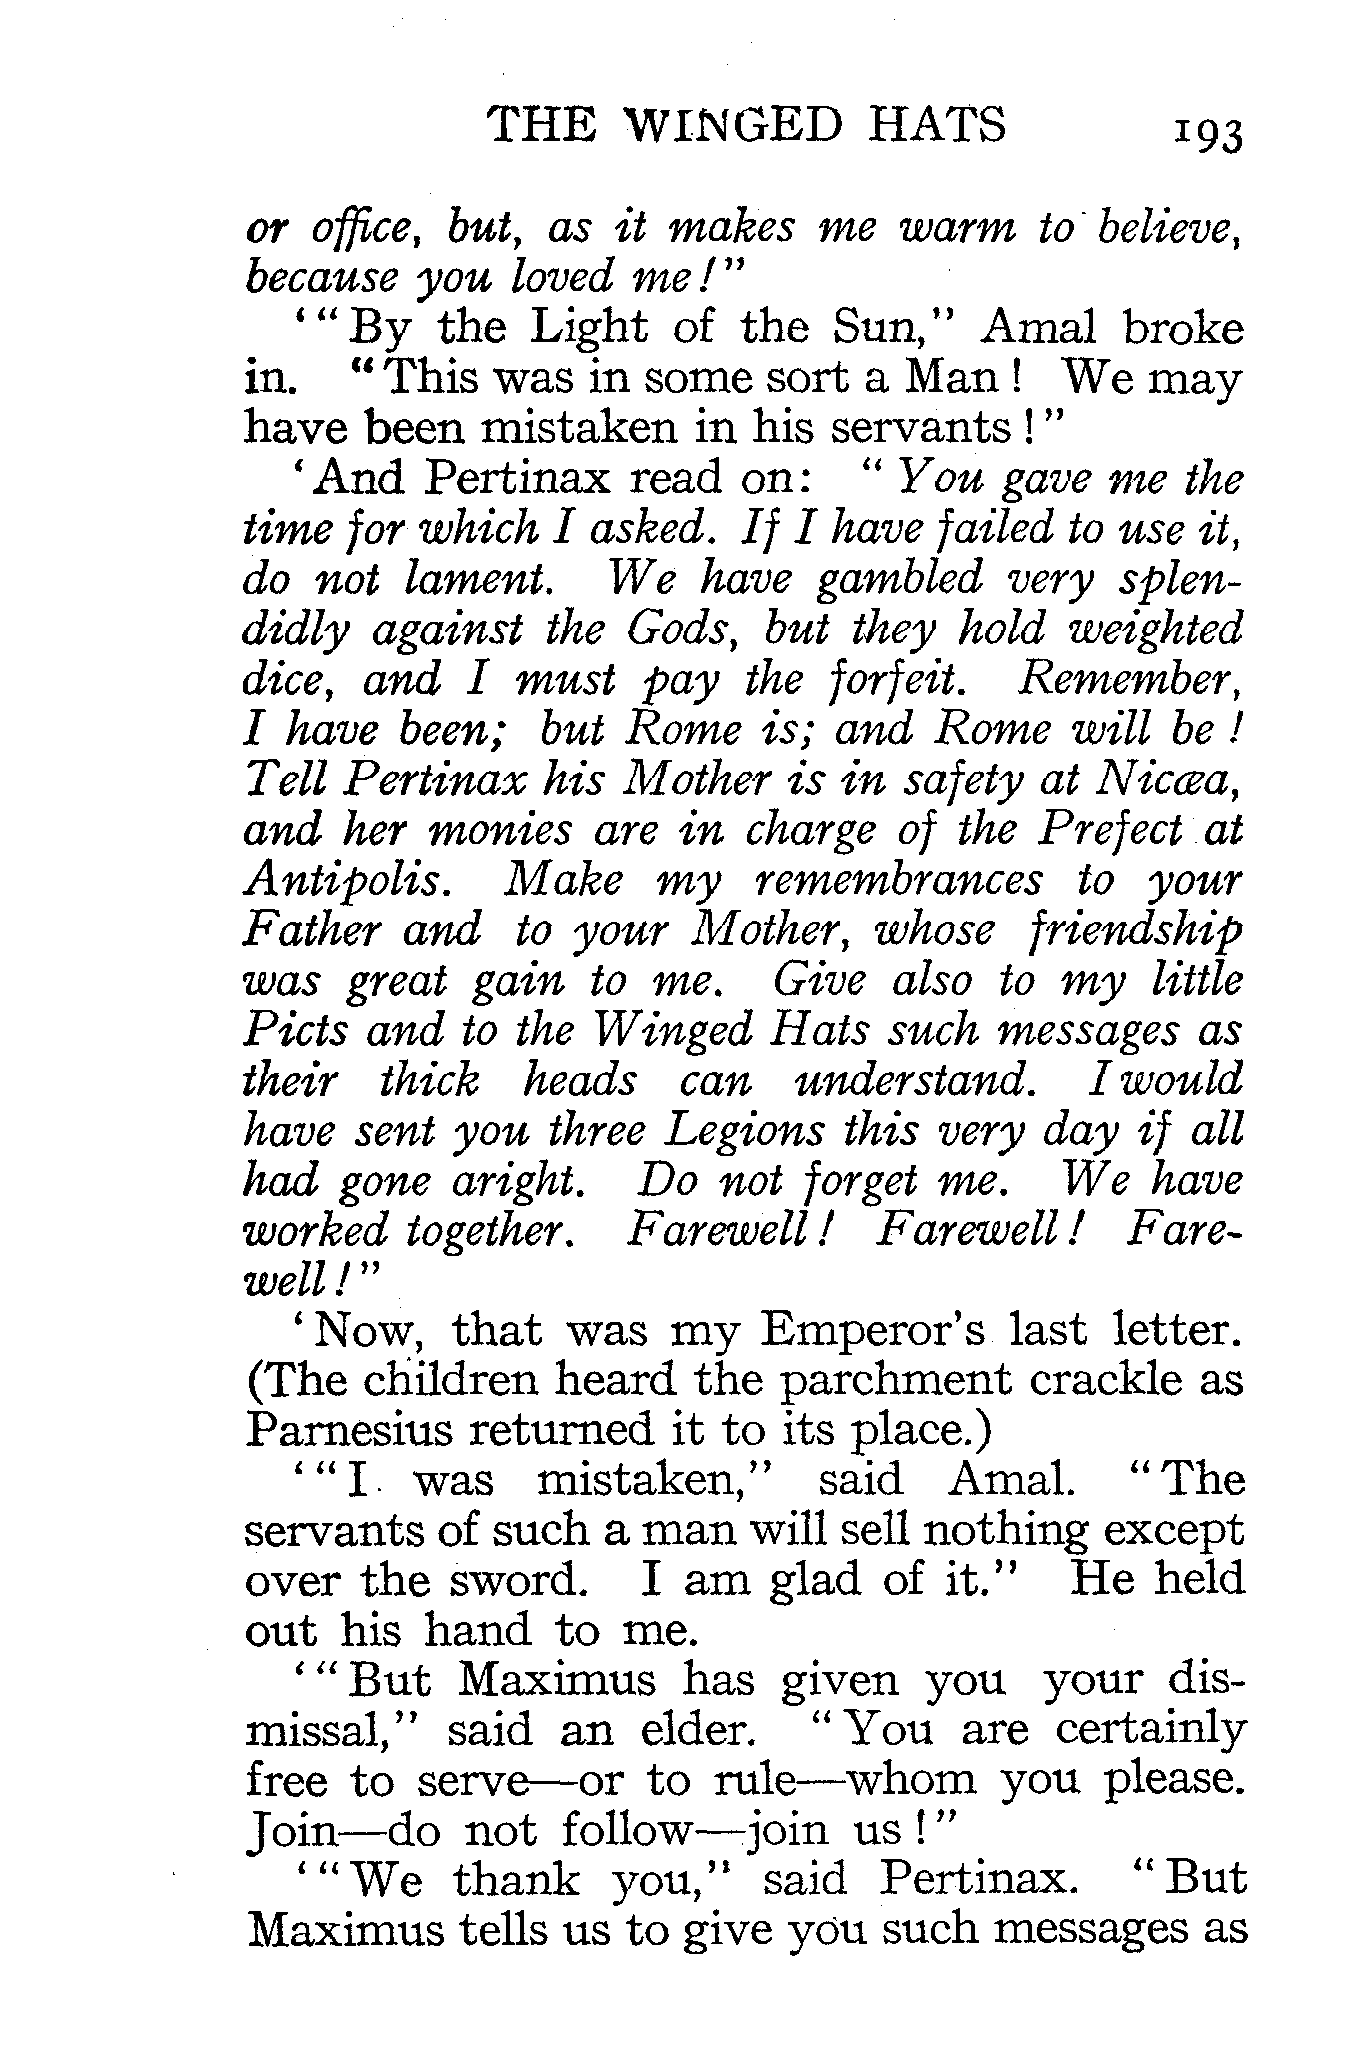 THE WINGED HATS 193
or office, but, as it makes me warm to believe,
because you loved me!"
'"By the Light of the Sun," Amal broke
in. "This was in some sort a Man! We may
have been mistaken in his servants!"
'And Pertinax read on: "You gave me the
time for which I asked. If I have failed to use it,
do not lament. We have gambled very splen-
didly against the Gods, but they hold weighted
dice, and I must pay the forfeit. Remember,
I have been; but Rome is; and Rome will be!
Tell Pertinax his Mother is in safety at Nicæa,
and her monies are in charge of the Prefect at
Antipolis. Make my remembrances to your
Father and to your Mother, whose friendship
was great gain to me. Give also to my little
Picts and to the Winged Hats such messages as
their thick heads can understand. I would
have sent you three Legions this very day if all
had gone aright. Do not forget me. We have
worked together. Farewell! Farewell! Fare-
well!"
'Now, that was my Emperor's last letter.
(The children heard the parchment crackle as
Parnesius returned it to its place.)
'"I was mistaken," said Amal. "The
servants of such a man will sell nothing except
over the sword. I am glad of it." He held
out his hand to me.
'"But Maximus has given you your dis-
missal," said an elder. "You are certainly
free to serve—or to rule—whom you please.
Join—do not follow—join us!"
'"We thank you," said Pertinax. "But
Maximus tells us to give you such messages as